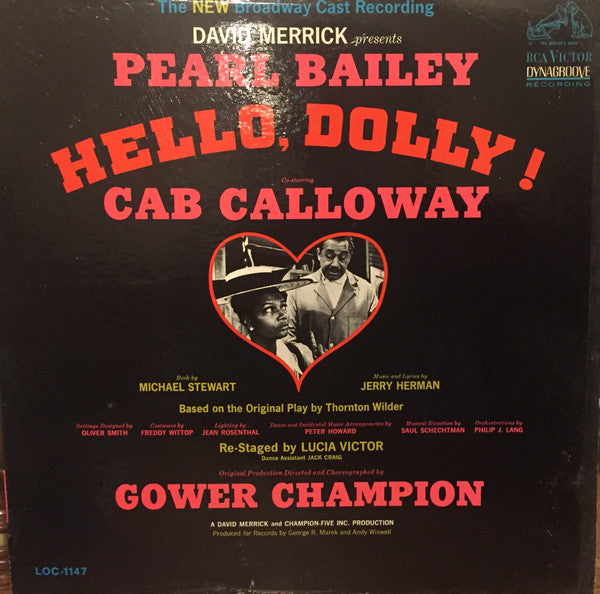 The NEW Broadway Cast Recording
DAVID MERRICK presents
PEARL BAILEY
HELLO, DOLLY!
Co-starring
CAB CALLOWAY
"HIS MASTER'S VOICE"
RCA VICTOR
DYNAGROOVE
RECORDING
Book by
MICHAEL STEWART
Music and Lyrics by
JERRY HERMAN
Based on the Original Play by Thornton Wilder
Settings Designed by
OLIVER SMITH
Costumes by
FREDDY WITTOP
Lighting by
JEAN ROSENTHAL
Dance and Incidental Music Arrangements by
PETER HOWARD
Musical Direction by
SAUL SCHECHTMAN
Orchestrations by
PHILIP J. LANG
Re-Staged by LUCIA VICTOR
Dance Assistant JACK CRAIG
Original Production Directed and Choreographed by
GOWER CHAMPION
A DAVID MERRICK and CHAMPION-FIVE INC. PRODUCTION
Produced for Records by George R. Marek and Andy Wiswell
LOC-1147